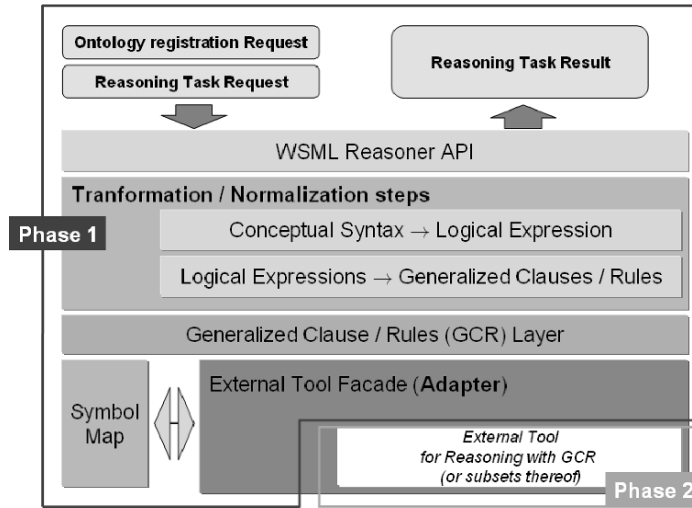 Ontology registration Request
Reasoning Task Request
Reasoning Task Result
WSML Reasoner API
Tranformation / Normalization steps
Phase 1
Conceptual Syntax → Logical Expression
Logical Expressions → Generalized Clauses / Rules
Generalized Clause / Rules (GCR) Layer
Symbol
Map
External Tool Facade (Adapter)
External Tool
for Reasoning with GCR
(or subsets thereof)
Phase 2